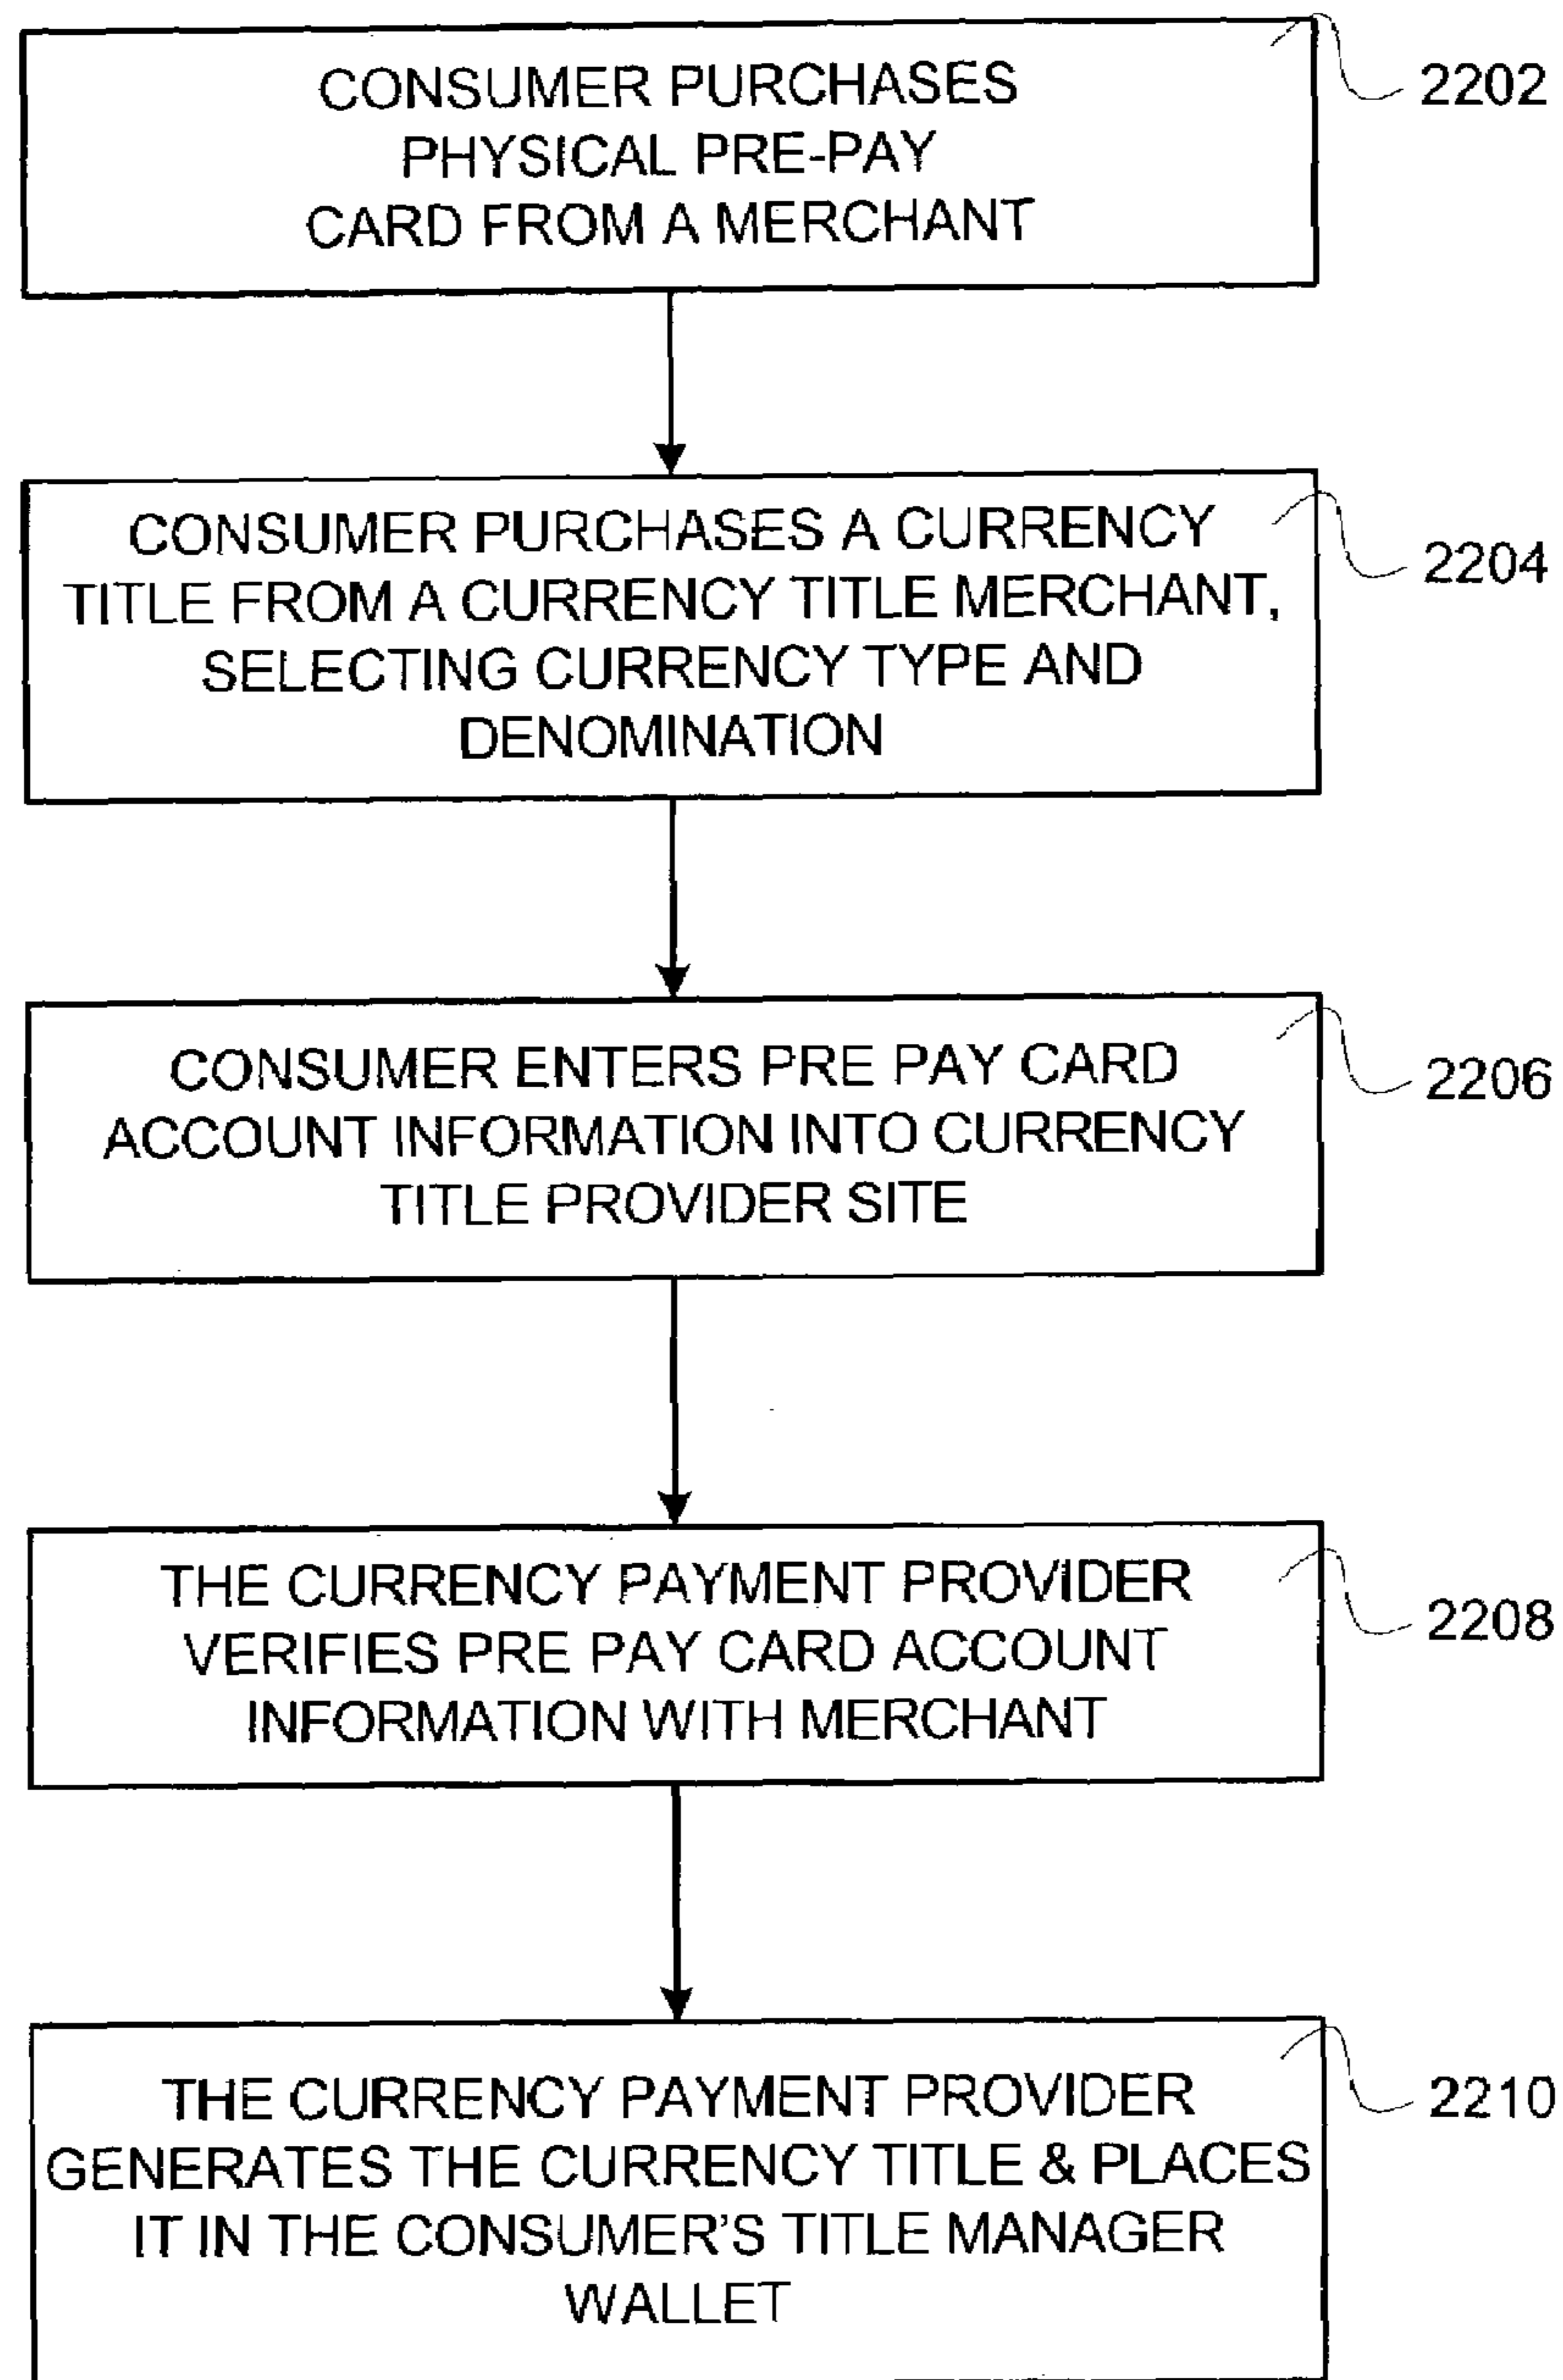 CONSUMER PURCHASES
PHYSICAL PRE-PAY
CARD FROM A MERCHANT
2202
CONSUMER PURCHASES A CURRENCY
TITLE FROM A CURRENCY TITLE MERCHANT,
SELECTING CURRENCY TYPE AND
DENOMINATION
2204
CONSUMER ENTERS PRE PAY CARD
ACCOUNT INFORMATION INTO CURRENCY
TITLE PROVIDER SITE
2206
THE CURRENCY PAYMENT PROVIDER
VERIFIES PRE PAY CARD ACCOUNT
INFORMATION WITH MERCHANT
2208
THE CURRENCY PAYMENT PROVIDER
GENERATES THE CURRENCY TITLE & PLACES
IT IN THE CONSUMER'S TITLE MANAGER
WALLET
2210